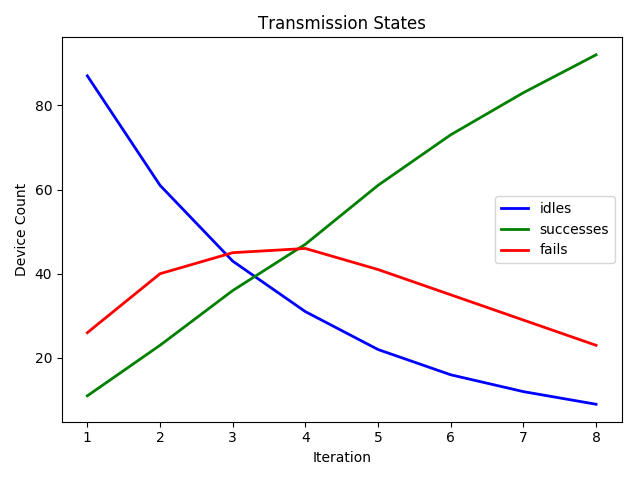 Transmission States
Device Count
80
60
40
20
idles
successes
fails
1 2 3 4 5 6 7 8
Iteration